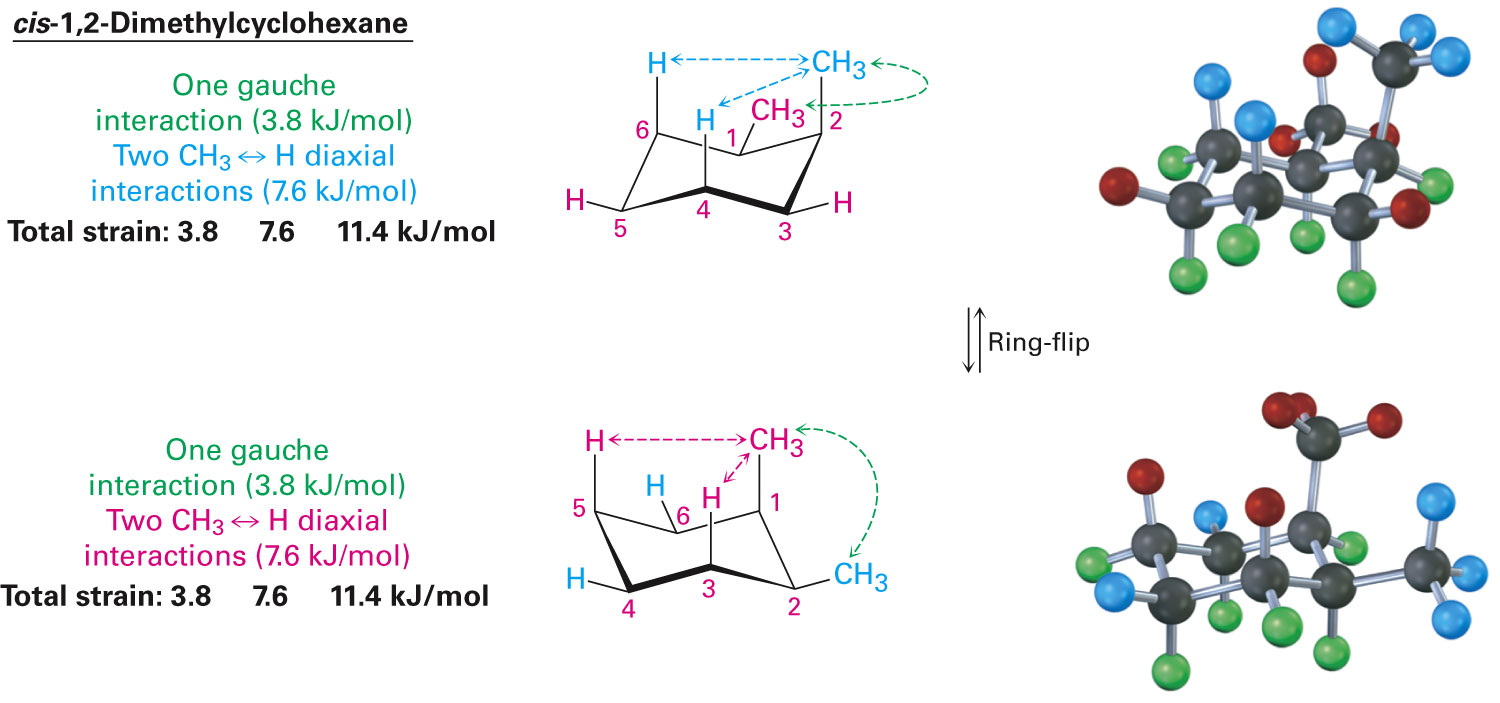 cis-1,2-Dimethylcyclohexane
One gauche
interaction (3.8 kJ/mol)
Two CH₃ ↔ H diaxial
interactions (7.6 kJ/mol)
Total strain: 3.8 7.6 11.4 kJ/mol
H CH₃
H CH₃
6 1 2
H H
5 4 3
Ring-flip
One gauche
interaction (3.8 kJ/mol)
Two CH₃ ↔ H diaxial
interactions (7.6 kJ/mol)
Total strain: 3.8 7.6 11.4 kJ/mol
H CH₃
H H
5 6 1
H CH₃
4 3 2